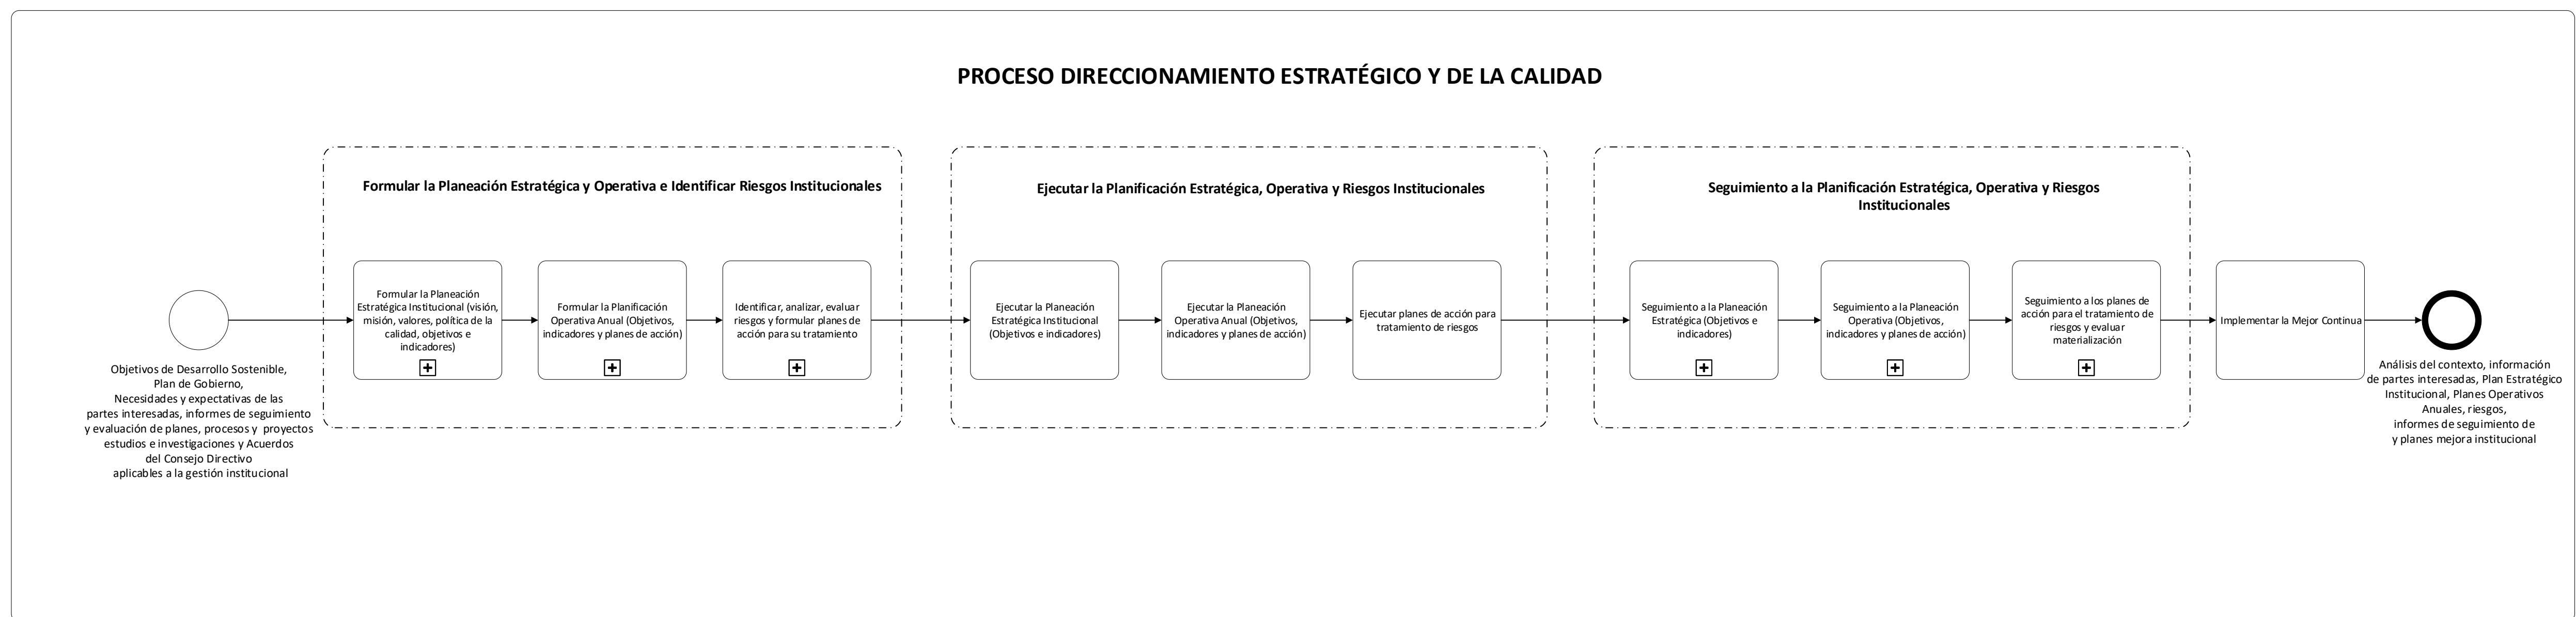 PROCESO DIRECCIONAMIENTO ESTRATÉGICO Y DE LA CALIDAD
Objetivos de Desarrollo Sostenible,
Plan de Gobierno,
Necesidades y expectativas de las
partes interesadas, informes de seguimiento
y evaluación de planes, procesos y proyectos
estudios e investigaciones y Acuerdos
del Consejo Directivo
aplicables a la gestión institucional
Formular la Planeación Estratégica y Operativa e Identificar Riesgos Institucionales
Formular la Planeación
Estratégica Institucional (visión,
misión, valores, política de la
calidad, objetivos e
indicadores)
Formular la Planificación
Operativa Anual (Objetivos,
indicadores y planes de acción)
Identificar, analizar, evaluar
riesgos y formular planes de
acción para su tratamiento
Ejecutar la Planificación Estratégica, Operativa y Riesgos Institucionales
Ejecutar la Planeación
Estratégica Institucional
(Objetivos e indicadores)
Ejecutar la Planeación
Operativa Anual (Objetivos,
indicadores y planes de acción)
Ejecutar planes de acción para
tratamiento de riesgos
Seguimiento a la Planificación Estratégica, Operativa y Riesgos
Institucionales
Seguimiento a la Planeación
Estratégica (Objetivos e
indicadores)
Seguimiento a la Planeación
Operativa (Objetivos,
indicadores y planes de acción)
Seguimiento a los planes de
acción para el tratamiento de
riesgos y evaluar
materialización
Implementar la Mejor Continua
Análisis del contexto, información
de partes interesadas, Plan Estratégico
Institucional, Planes Operativos
Anuales, riesgos,
informes de seguimiento de
y planes mejora institucional